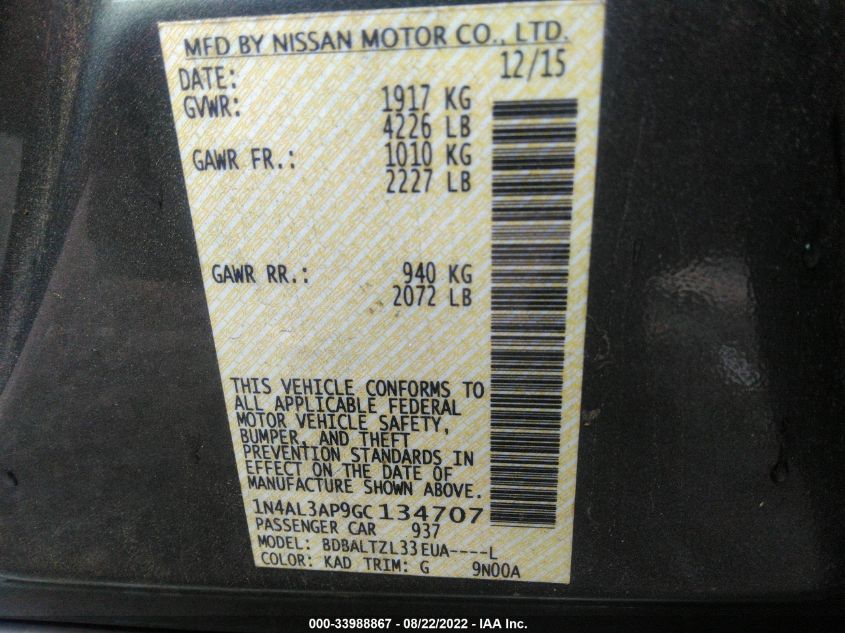 MFD BY NISSAN MOTOR CO., LTD.
DATE: 12/15
GVWR: 1917 KG
4226 LB
GAWR FR.: 1010 KG
2227 LB
GAWR RR.: 940 KG
2072 LB
THIS VEHICLE CONFORMS TO
ALL APPLICABLE FEDERAL
MOTOR VEHICLE SAFETY,
BUMPER, AND THEFT
PREVENTION STANDARDS IN
EFFECT ON THE DATE OF
MANUFACTURE SHOWN ABOVE.
1N4AL3AP9GC134707
PASSENGER CAR 937
MODEL: BDBALTZL33EUA----L
COLOR: KAD TRIM: G 9N00A
000-33988867 - 08/22/2022 - IAA Inc.